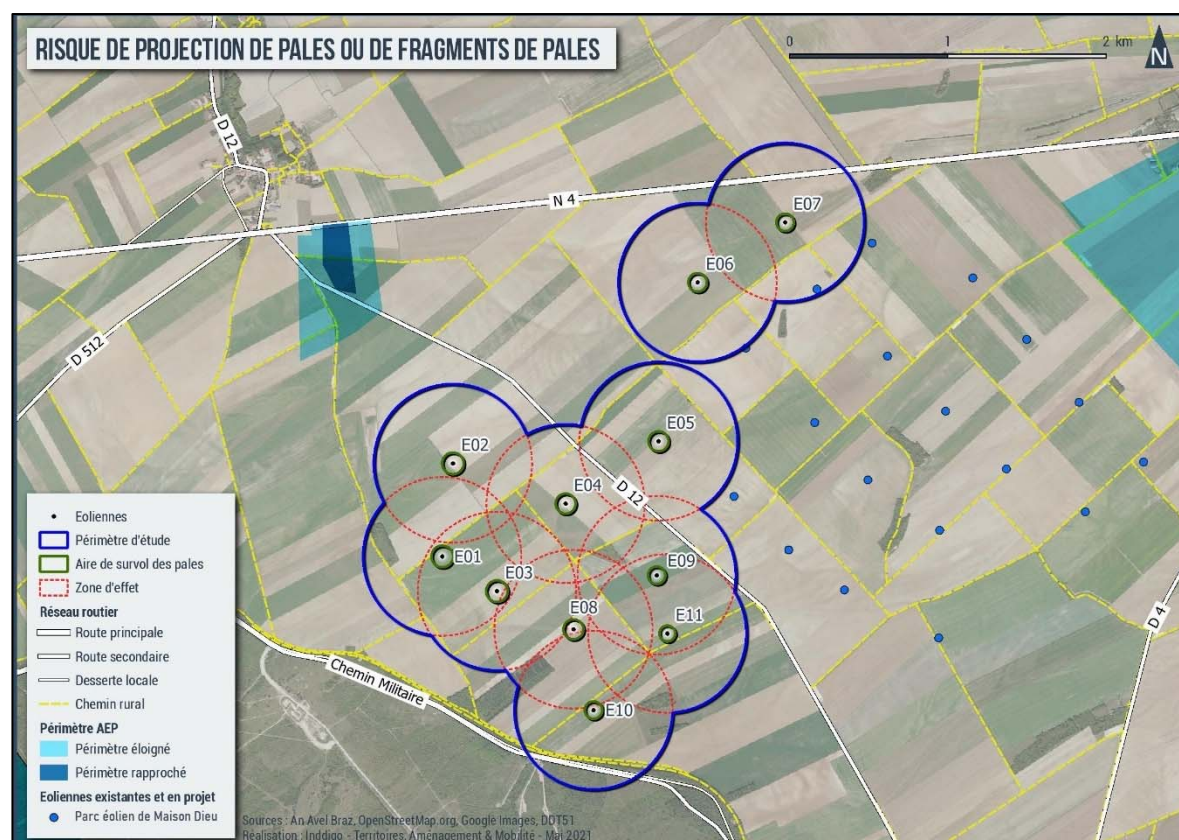 RISQUE DE PROJECTION DE PALES OU DE FRAGMENTS DE PALES
0 1 2 km
N
D 12
N 4
E07
E06
D 512
E05
E02
D 12
E04
E01
E03
E09
E08
E11
E10
Chemin Militaire
D 4
Eoliennes
Périmètre d'étude
Aire de survol des pales
Zone d'effet
Réseau routier
Route principale
Route secondaire
Desserte locale
Chemin rural
Périmètre AEP
Périmètre éloigné
Périmètre rapproché
Eoliennes existantes et en projet
Parc éolien de Maison Dieu
Sources : An Avel Braz, OpenStreetMap.org, Google Images, DDT51
Réalisation : Inddigo - Territoires, Aménagement & Mobilité - Mai 2021